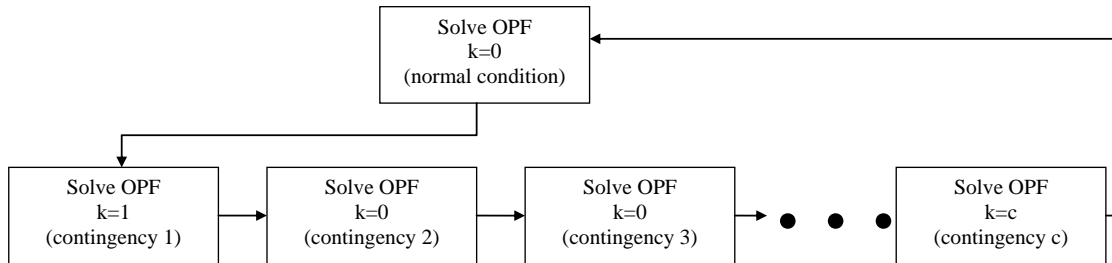 Solve OPF
k=0
(normal condition)
Solve OPF
k=1
(contingency 1)
Solve OPF
k=0
(contingency 2)
Solve OPF
k=0
(contingency 3)
Solve OPF
k=c
(contingency c)